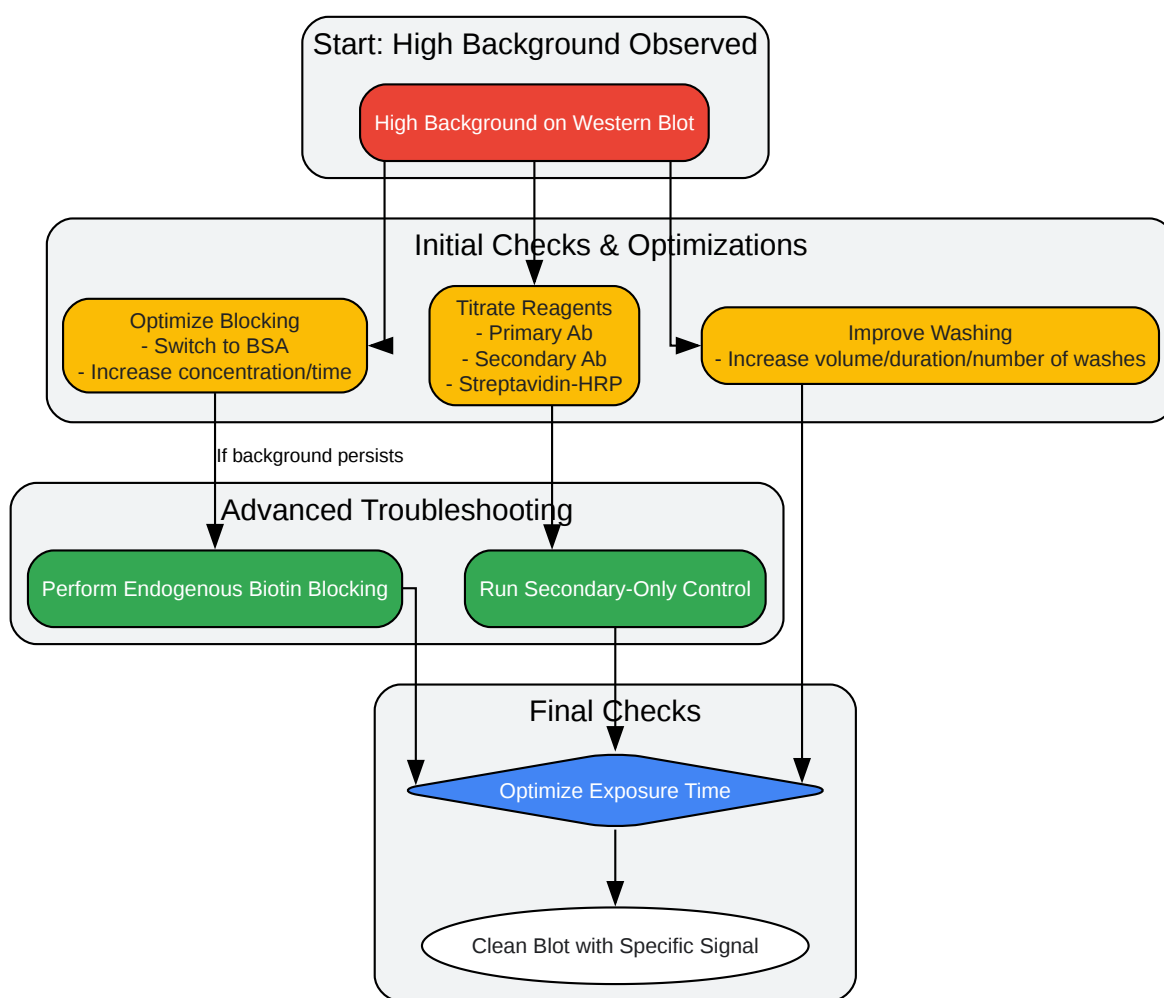 Start: High Background Observed
High Background on Western Blot
Initial Checks & Optimizations
Optimize Blocking
- Switch to BSA
- Increase concentration/time
Titrate Reagents
- Primary Ab
- Secondary Ab
- Streptavidin-HRP
Improve Washing
- Increase volume/duration/number of washes
If background persists
Advanced Troubleshooting
Perform Endogenous Biotin Blocking
Run Secondary-Only Control
Final Checks
Optimize Exposure Time
Clean Blot with Specific Signal